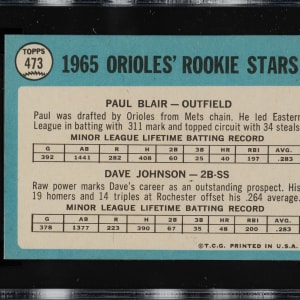 TOPPS
473
1965 ORIOLES' ROOKIE STARS
PAUL BLAIR — OUTFIELD
Paul was drafted by Orioles from Mets chain. He led Eastern
League in batting with .311 mark and topped circuit with 34 steals
MINOR LEAGUE LIFETIME BATTING RECORD
G AB R H 2B 3B HR RBI AVG.
392 1441 282 408 60 25 40 197 .283
DAVE JOHNSON — 2B-SS
Raw power marks Dave's career as an outstanding prospect. His
19 homers and 14 triples at Rochester offset his .264 average.
MINOR LEAGUE LIFETIME BATTING RECORD
G AB R H 2B 3B HR RBI AVG.
378 1377 223 390 67 31 48 200 .283
©T.C.G. PRINTED IN U.S.A.